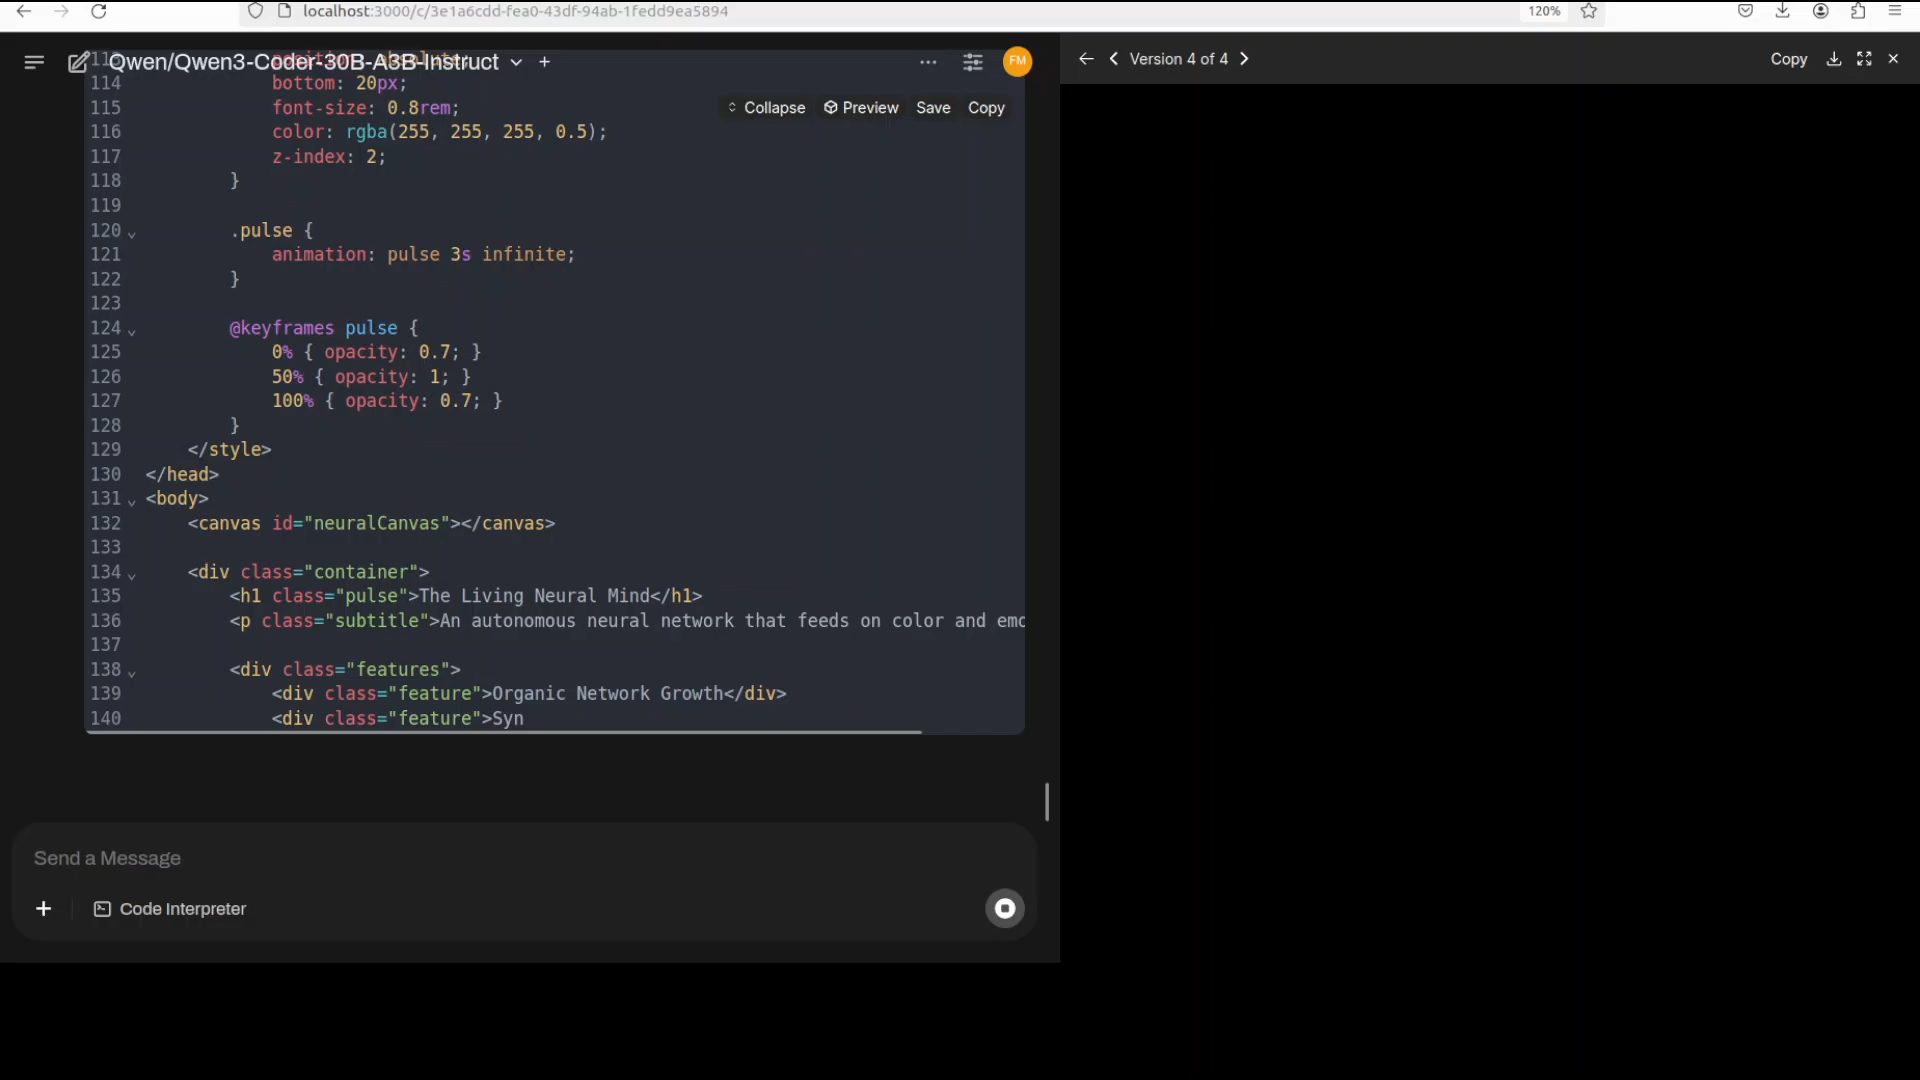 localhost:3000/c/3e1a6cdd-fea0-43df-94ab-1fedd9ea5894
120%
Qwen/Qwen3-Coder-30B-A3B-Instruct
FM
Version 4 of 4
Copy
Collapse
Preview
Save
Copy
113
114 bottom: 20px;
115 font-size: 0.8rem;
116 color: rgba(255, 255, 255, 0.5);
117 z-index: 2;
118 }
119
120 .pulse {
121 animation: pulse 3s infinite;
122 }
123
124 @keyframes pulse {
125 0% { opacity: 0.7; }
126 50% { opacity: 1; }
127 100% { opacity: 0.7; }
128 }
129 </style>
130 </head>
131 <body>
132 <canvas id="neuralCanvas"></canvas>
133
134 <div class="container">
135 <h1 class="pulse">The Living Neural Mind</h1>
136 <p class="subtitle">An autonomous neural network that feeds on color and emo
137
138 <div class="features">
139 <div class="feature">Organic Network Growth</div>
140 <div class="feature">Syn
Send a Message
Code Interpreter